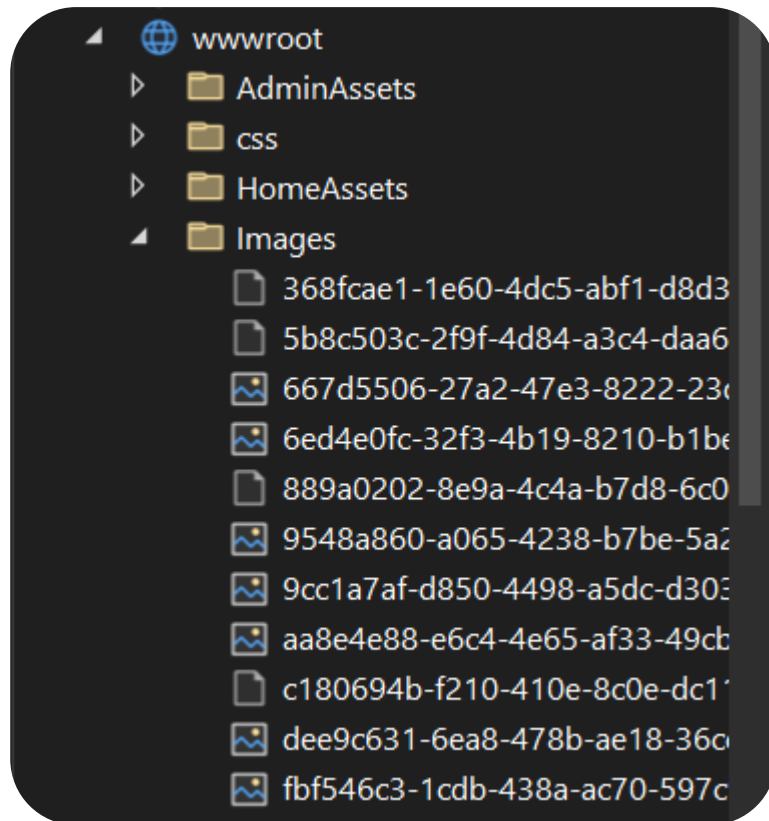 wwwroot
AdminAssets
css
HomeAssets
Images
368fcae1-1e60-4dc5-abf1-d8d3
5b8c503c-2f9f-4d84-a3c4-daa6
667d5506-27a2-47e3-8222-23c
6ed4e0fc-32f3-4b19-8210-b1be
889a0202-8e9a-4c4a-b7d8-6c0
9548a860-a065-4238-b7be-5a2
9cc1a7af-d850-4498-a5dc-d303
aa8e4e88-e6c4-4e65-af33-49cb
c180694b-f210-410e-8c0e-dc11
dee9c631-6ea8-478b-ae18-36c
fbf546c3-1cdb-438a-ac70-597c